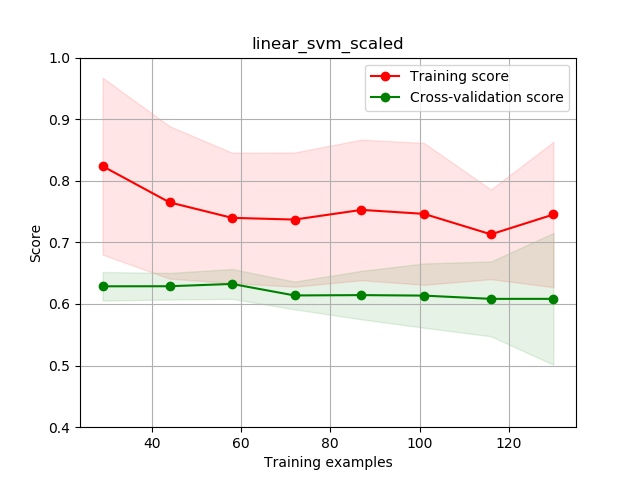 linear_svm_scaled
1.0
0.9
0.8
0.7
0.6
0.5
0.4
Score
Training score
Cross-validation score
40 60 80 100 120
Training examples